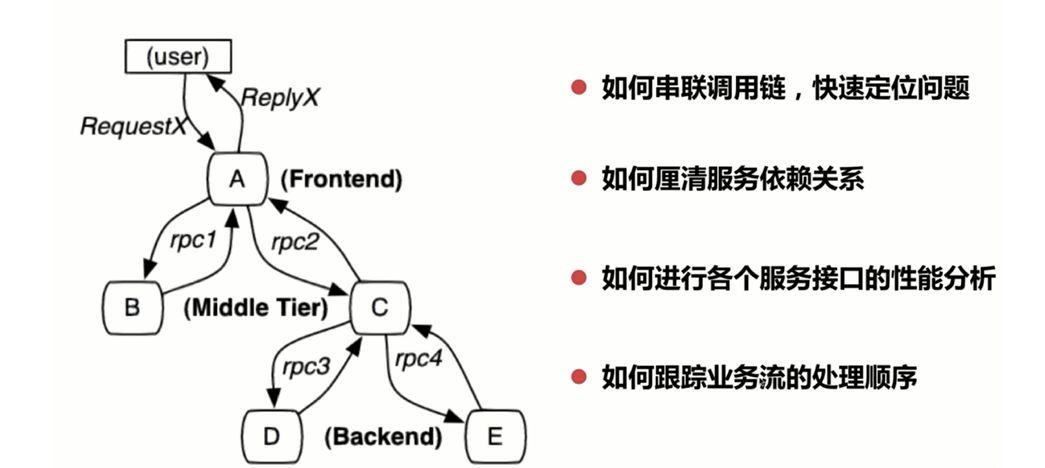 (user)
ReplyX
RequestX
A
(Frontend)
rpc1
rpc2
B
(Middle Tier)
C
rpc3
rpc4
D
(Backend)
E
如何串联调用链，快速定位问题
如何厘清服务依赖关系
如何进行各个服务接口的性能分析
如何跟踪业务流的处理顺序